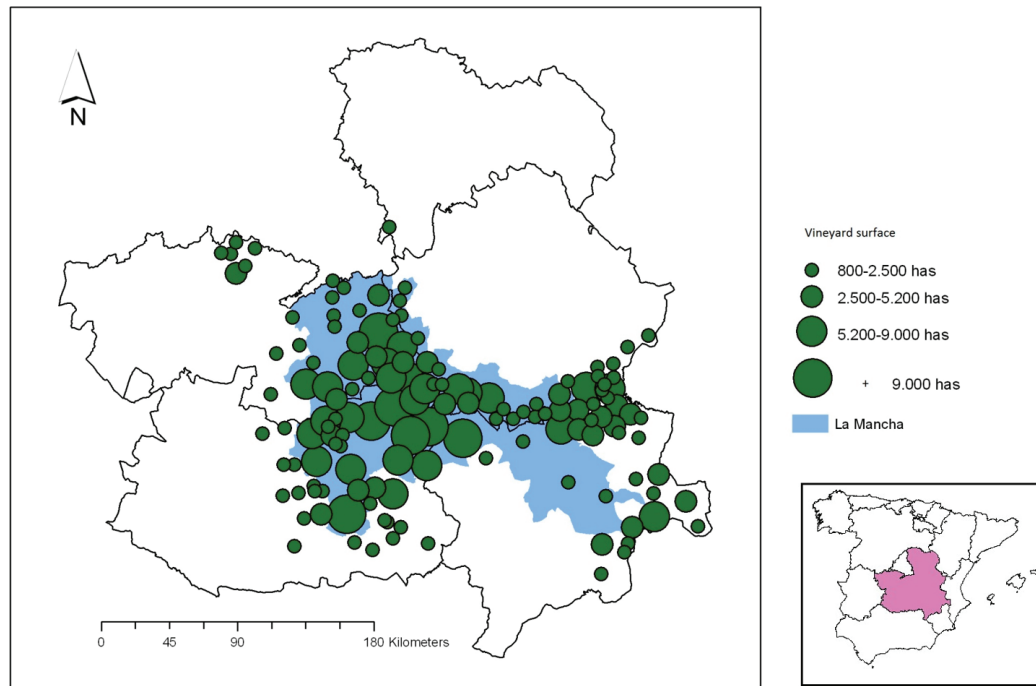 N
0 45 90 180 Kilometers
Vineyard surface
800-2.500 has
2.500-5.200 has
5.200-9.000 has
+ 9.000 has
La Mancha